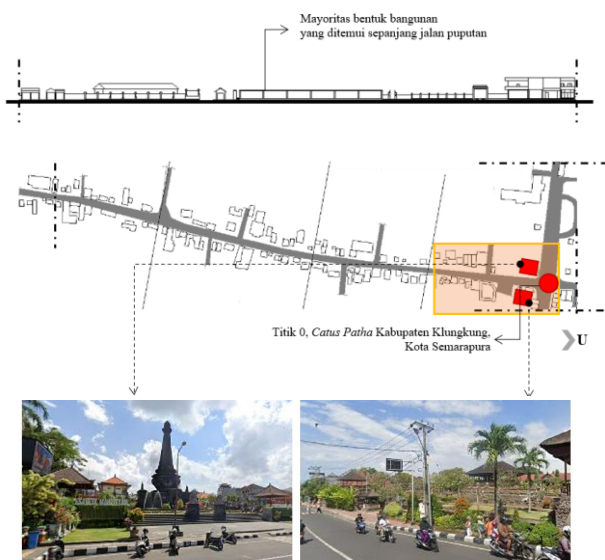 Mayoritas bentuk bangunan
yang ditemui sepanjang jalan puputan
Titik 0, Catus Patha Kabupaten Klungkung,
Kota Semarapura
U